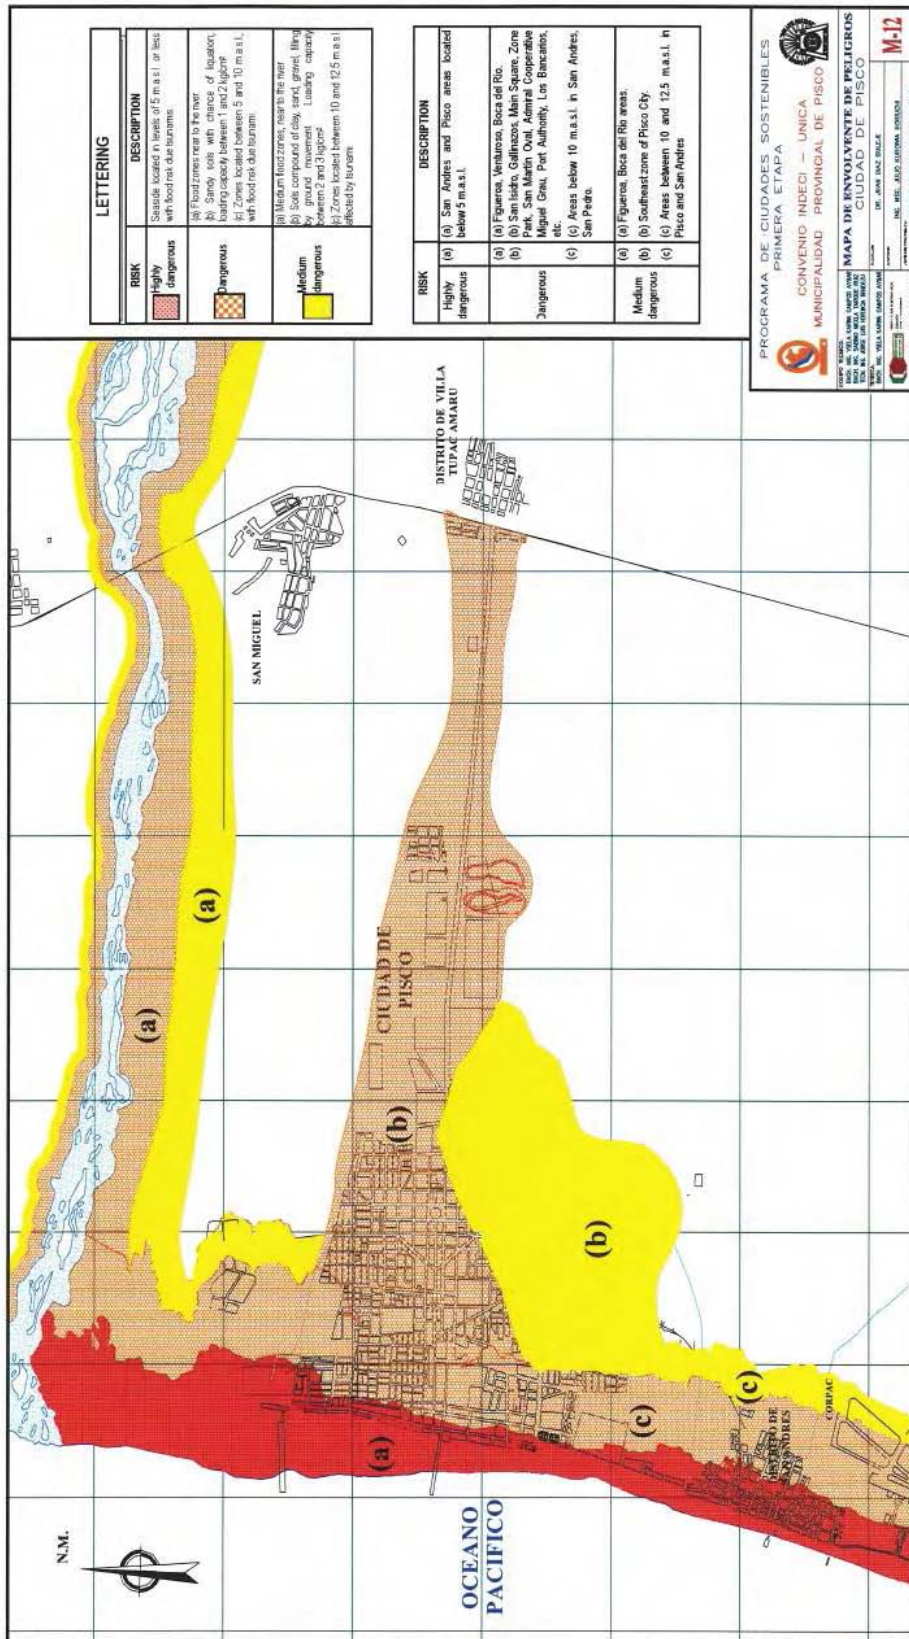 LETTERING
RISK
DESCRIPTION
Highly
dangerous
Seaside located in levels of 5 m.a.s.l. or less
with flood risk due tsunamis
Dangerous
(a) Flood zones near to the river.
(b) Sandy soils with chance of liquation,
loading capacity between 1 and 2 kg/cm²
(c) Zones located between 5 and 10 m.a.s.l.,
with flood risk due tsunami.
Medium
dangerous
(a) Medium flood zones, near to the river
(b) Soils compound of clay, sand, gravel, filling
by ground movement. Loading capacity
between 2 and 3 kg/cm²
(c) Zones located between 10 and 12.5 m.a.s.l
affected by tsunami
RISK
DESCRIPTION
Highly
dangerous
(a) (a) San Andres and Pisco areas located
below 5 m.a.s.l.
Dangerous
(a) (a) Figueroa, Venturoso, Boca del Rio.
(b) (b) San Isidro, Gallinazos, Main Square, Zone
Park, San Martin Oval, Admiral Cooperative
Miguel Grau, Port Authority, Los Bancarios,
etc.
(c) (c) Areas below 10 m.a.s.l. in San Andres,
San Pedro.
Medium
dangerous
(a) (a) Figueroa, Boca del Rio areas.
(b) (b) Southeast zone of Pisco City.
(c) (c) Areas between 10 and 12.5 m.a.s.l. in
Pisco and San Andres
PROGRAMA DE CIUDADES SOSTENIBLES
PRIMERA ETAPA
CONVENIO INDECI – UNICA
MUNICIPALIDAD PROVINCIAL DE PISCO
MAPA DE ENVOLVENTE DE PELIGROS
CIUDAD DE PISCO
M-12
N.M.
OCEANO
PACIFICO
(a)
(a)
(a)
SAN MIGUEL
DISTRITO DE VILLA
TUPAC AMARU
CIUDAD DE
PISCO
(b)
(b)
(c)
(c)
DISTRITO DE
SAN ANDRES
CORPAC